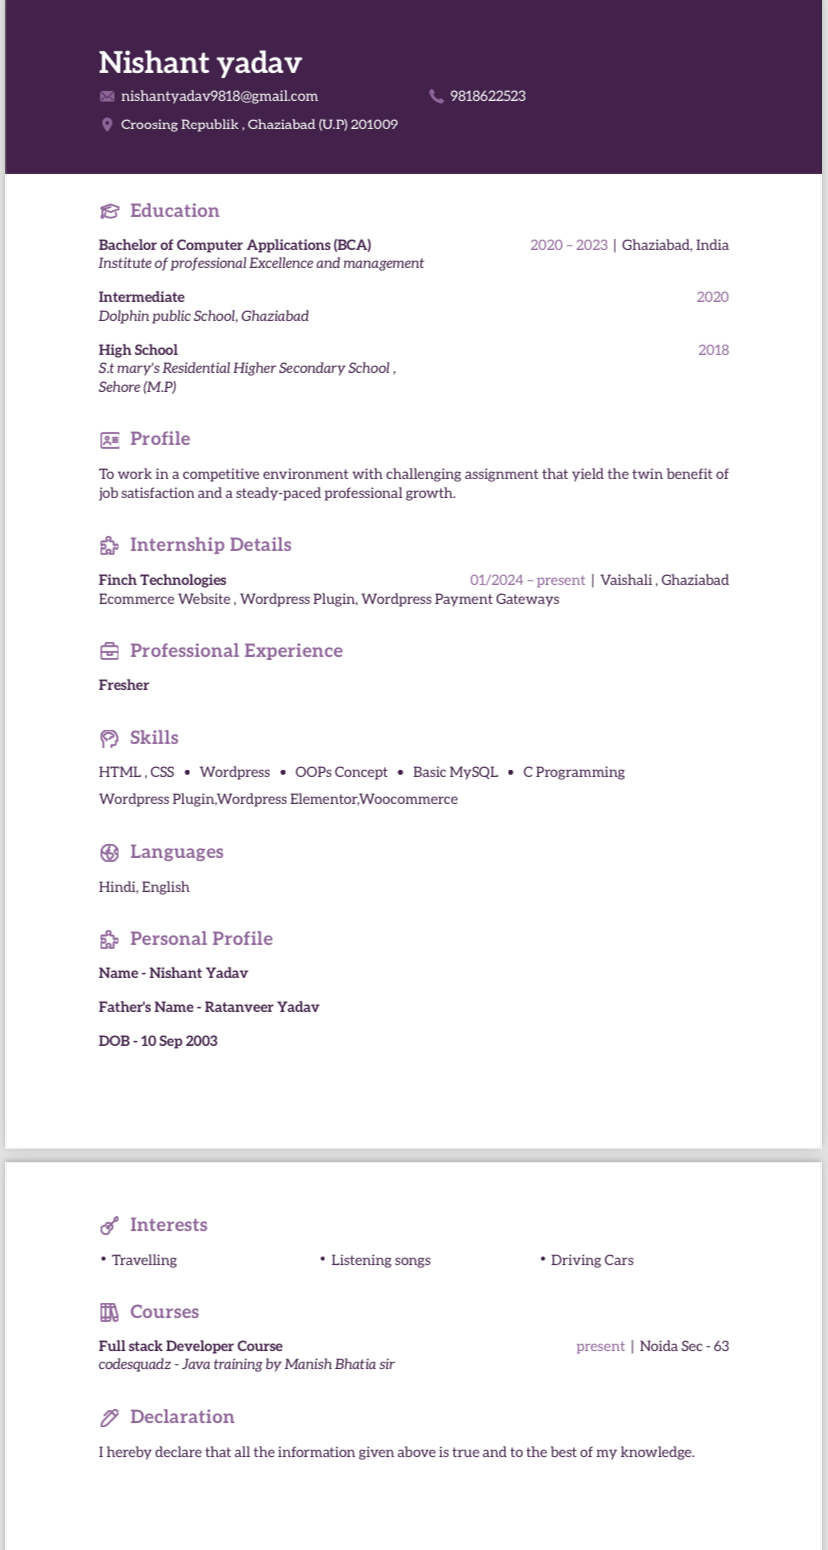 Nishant yadav
nishantyadav9818@gmail.com 9818622523
Croosing Republik , Ghaziabad (U.P) 201009
Education
Bachelor of Computer Applications (BCA) 2020 – 2023 | Ghaziabad, India
Institute of professional Excellence and management
Intermediate 2020
Dolphin public School, Ghaziabad
High School 2018
S.t mary's Residential Higher Secondary School ,
Sehore (M.P)
Profile
To work in a competitive environment with challenging assignment that yield the twin benefit of
job satisfaction and a steady-paced professional growth.
Internship Details
Finch Technologies 01/2024 – present | Vaishali , Ghaziabad
Ecommerce Website , Wordpress Plugin, Wordpress Payment Gateways
Professional Experience
Fresher
Skills
HTML , CSS • Wordpress • OOPs Concept • Basic MySQL • C Programming
Wordpress Plugin,Wordpress Elementor,Woocommerce
Languages
Hindi, English
Personal Profile
Name - Nishant Yadav
Father's Name - Ratanveer Yadav
DOB - 10 Sep 2003
Interests
• Travelling • Listening songs • Driving Cars
Courses
Full stack Developer Course present | Noida Sec - 63
codesquadz - Java training by Manish Bhatia sir
Declaration
I hereby declare that all the information given above is true and to the best of my knowledge.